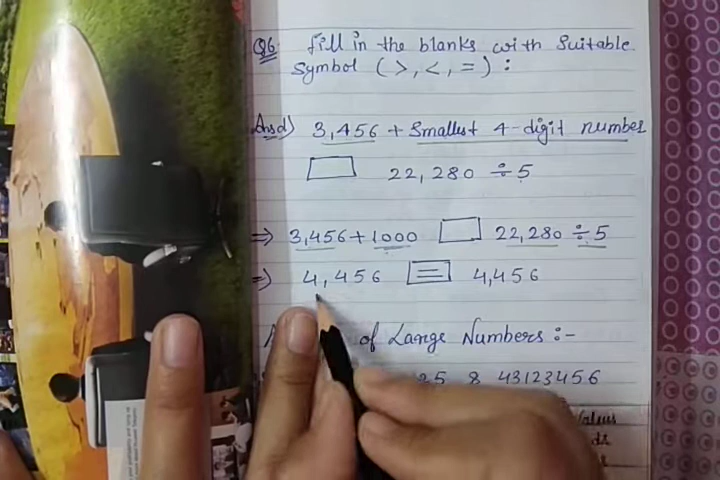 Q6 fill in the blanks with Suitable
Symbol ( >, <, = ) :
Ans d) 3,456 + Smallest 4-digit number
22,280 ÷ 5
⇒ 3,456+1000 22,280 ÷ 5
⇒ 4,456 = 4,456
of Large Numbers :-
8 43123456